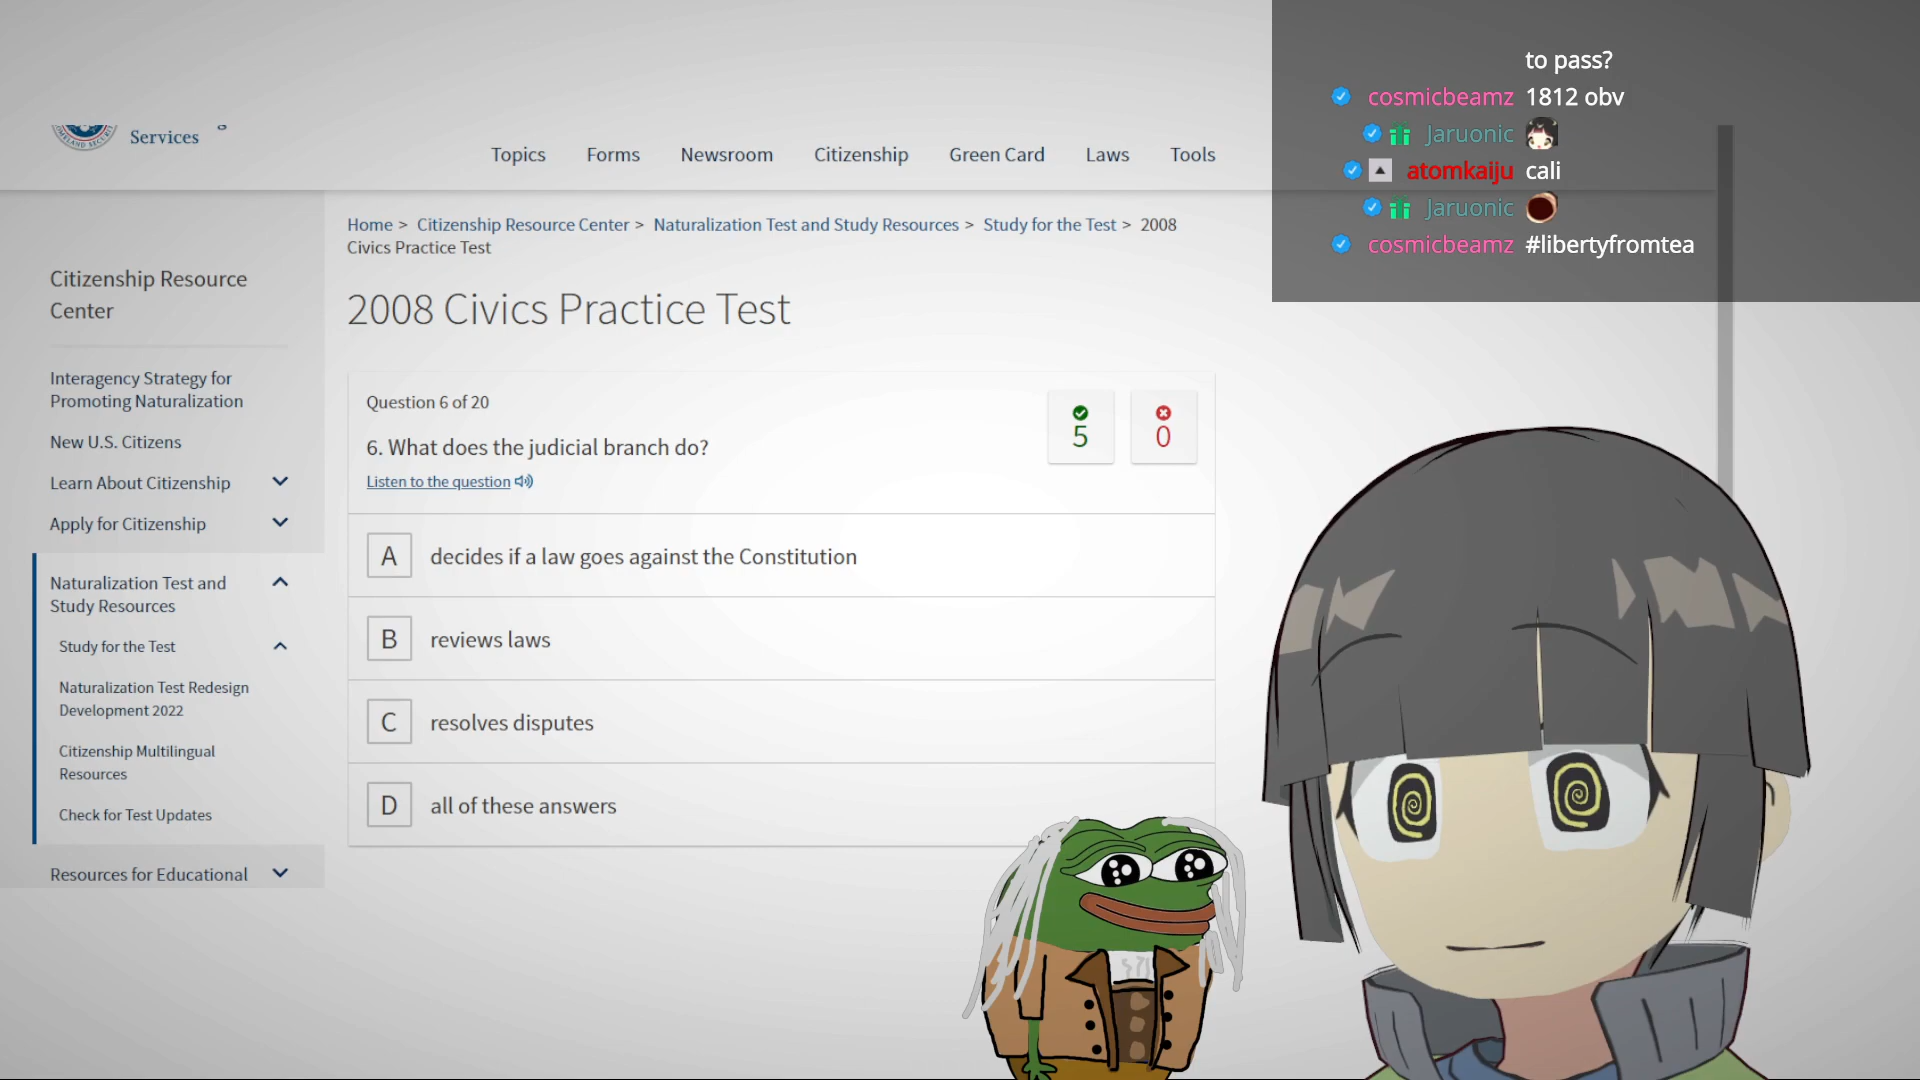 Services
Topics
Forms
Newsroom
Citizenship
Green Card
Laws
Tools
Home > Citizenship Resource Center > Naturalization Test and Study Resources > Study for the Test > 2008
Civics Practice Test
Citizenship Resource
Center
Interagency Strategy for
Promoting Naturalization
New U.S. Citizens
Learn About Citizenship
Apply for Citizenship
Naturalization Test and
Study Resources
Study for the Test
Naturalization Test Redesign
Development 2022
Citizenship Multilingual
Resources
Check for Test Updates
Resources for Educational
2008 Civics Practice Test
Question 6 of 20
5
0
6. What does the judicial branch do?
Listen to the question
A decides if a law goes against the Constitution
B reviews laws
C resolves disputes
D all of these answers
to pass?
cosmicbeamz 1812 obv
Jaruonic
atomkaiju cali
Jaruonic
cosmicbeamz #libertyfromtea